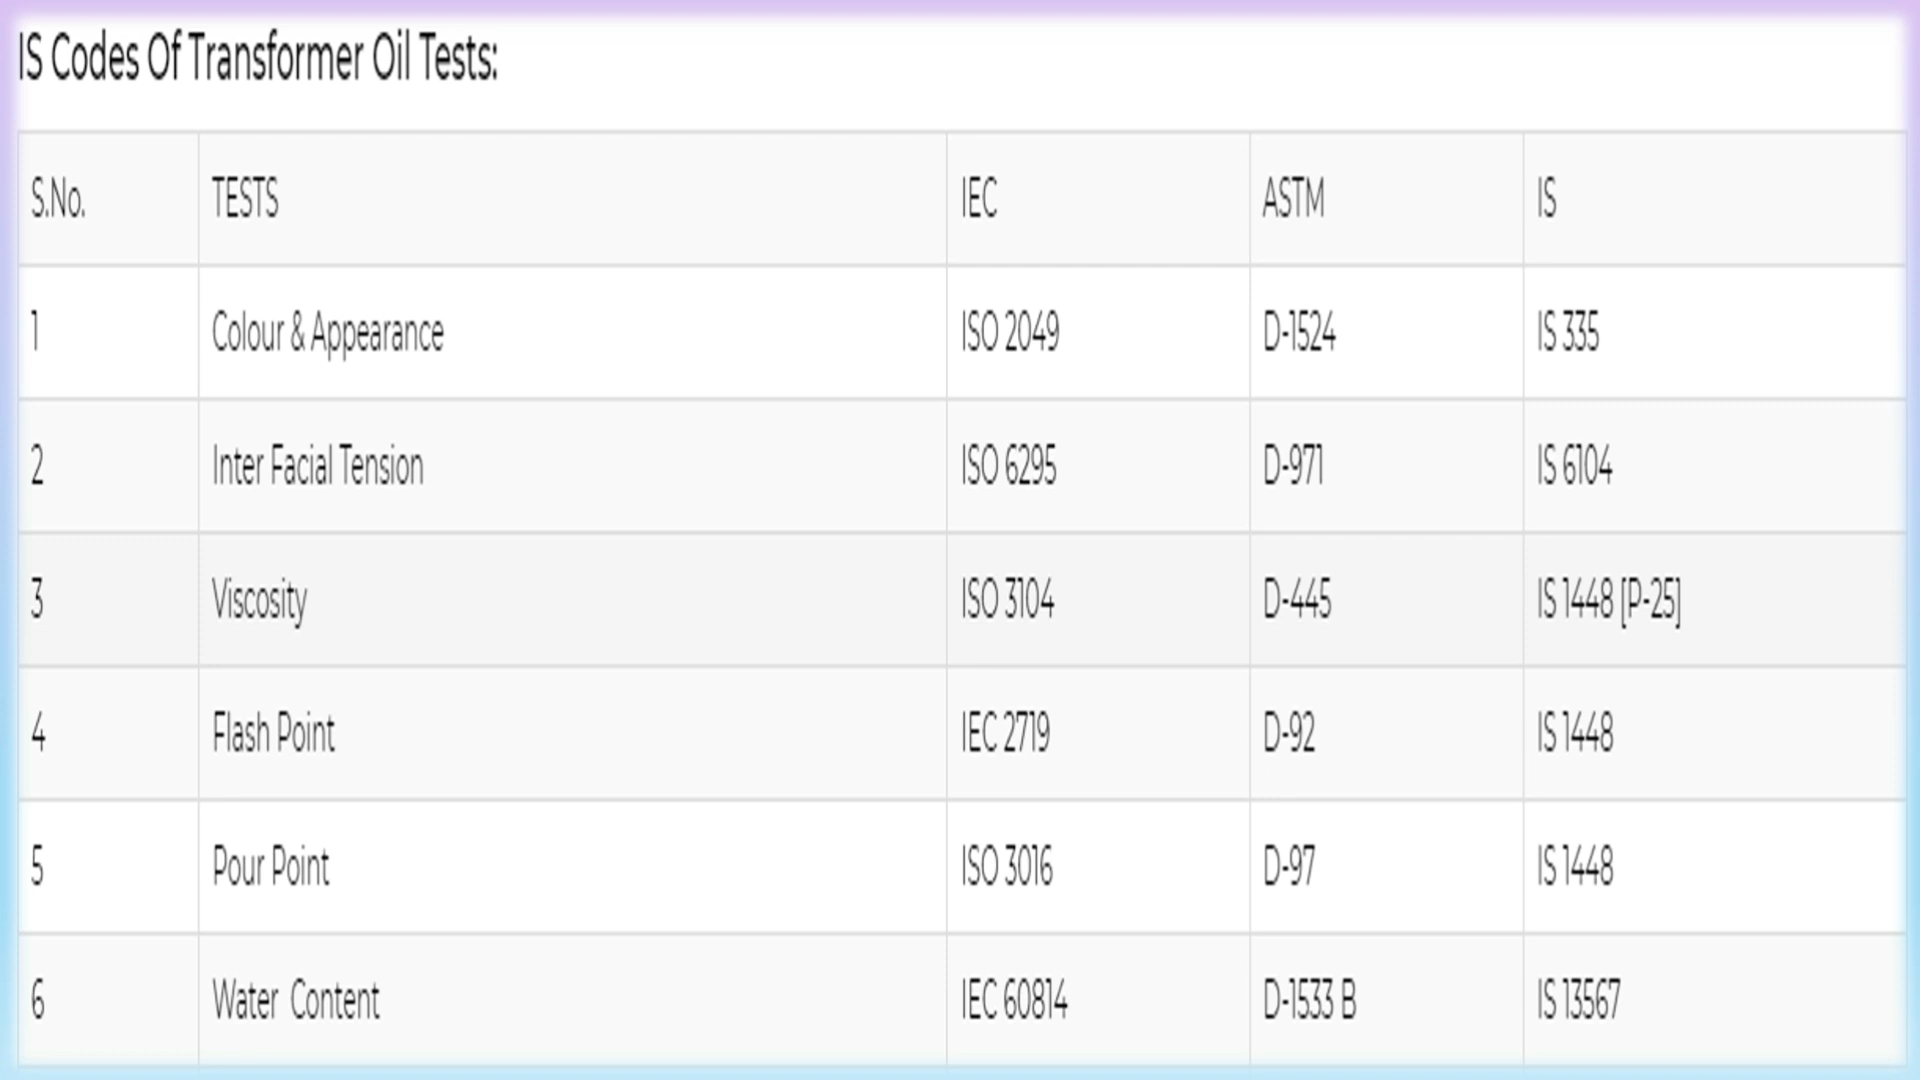 IS Codes Of Transformer Oil Tests:
S.No. TESTS IEC ASTM IS
1 Colour & Appearance ISO 2049 D-1524 IS 335
2 Inter Facial Tension ISO 6295 D-971 IS 6104
3 Viscosity ISO 3104 D-445 IS 1448 [P-25]
4 Flash Point IEC 2719 D-92 IS 1448
5 Pour Point ISO 3016 D-97 IS 1448
6 Water Content IEC 60814 D-1533 B IS 13567